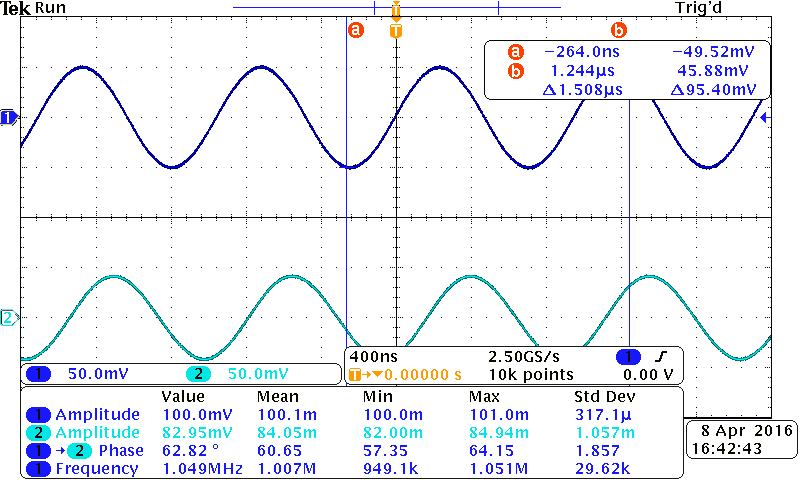 Tek Run Trig'd
T
a b T
a −264.0ns −49.52mV
b 1.244µs 45.88mV
Δ1.508µs Δ95.40mV
1
2
400ns 2.50GS/s 1
T→▼0.00000 s 10k points 0.00 V
1 50.0mV 2 50.0mV
Value Mean Min Max Std Dev
1 Amplitude 100.0mV 100.1m 100.0m 101.0m 317.1µ
2 Amplitude 82.95mV 84.05m 82.00m 84.94m 1.057m
1 → 2 Phase 62.82 ° 60.65 57.35 64.15 1.857
1 Frequency 1.049MHz 1.007M 949.1k 1.051M 29.62k
8 Apr 2016
16:42:43